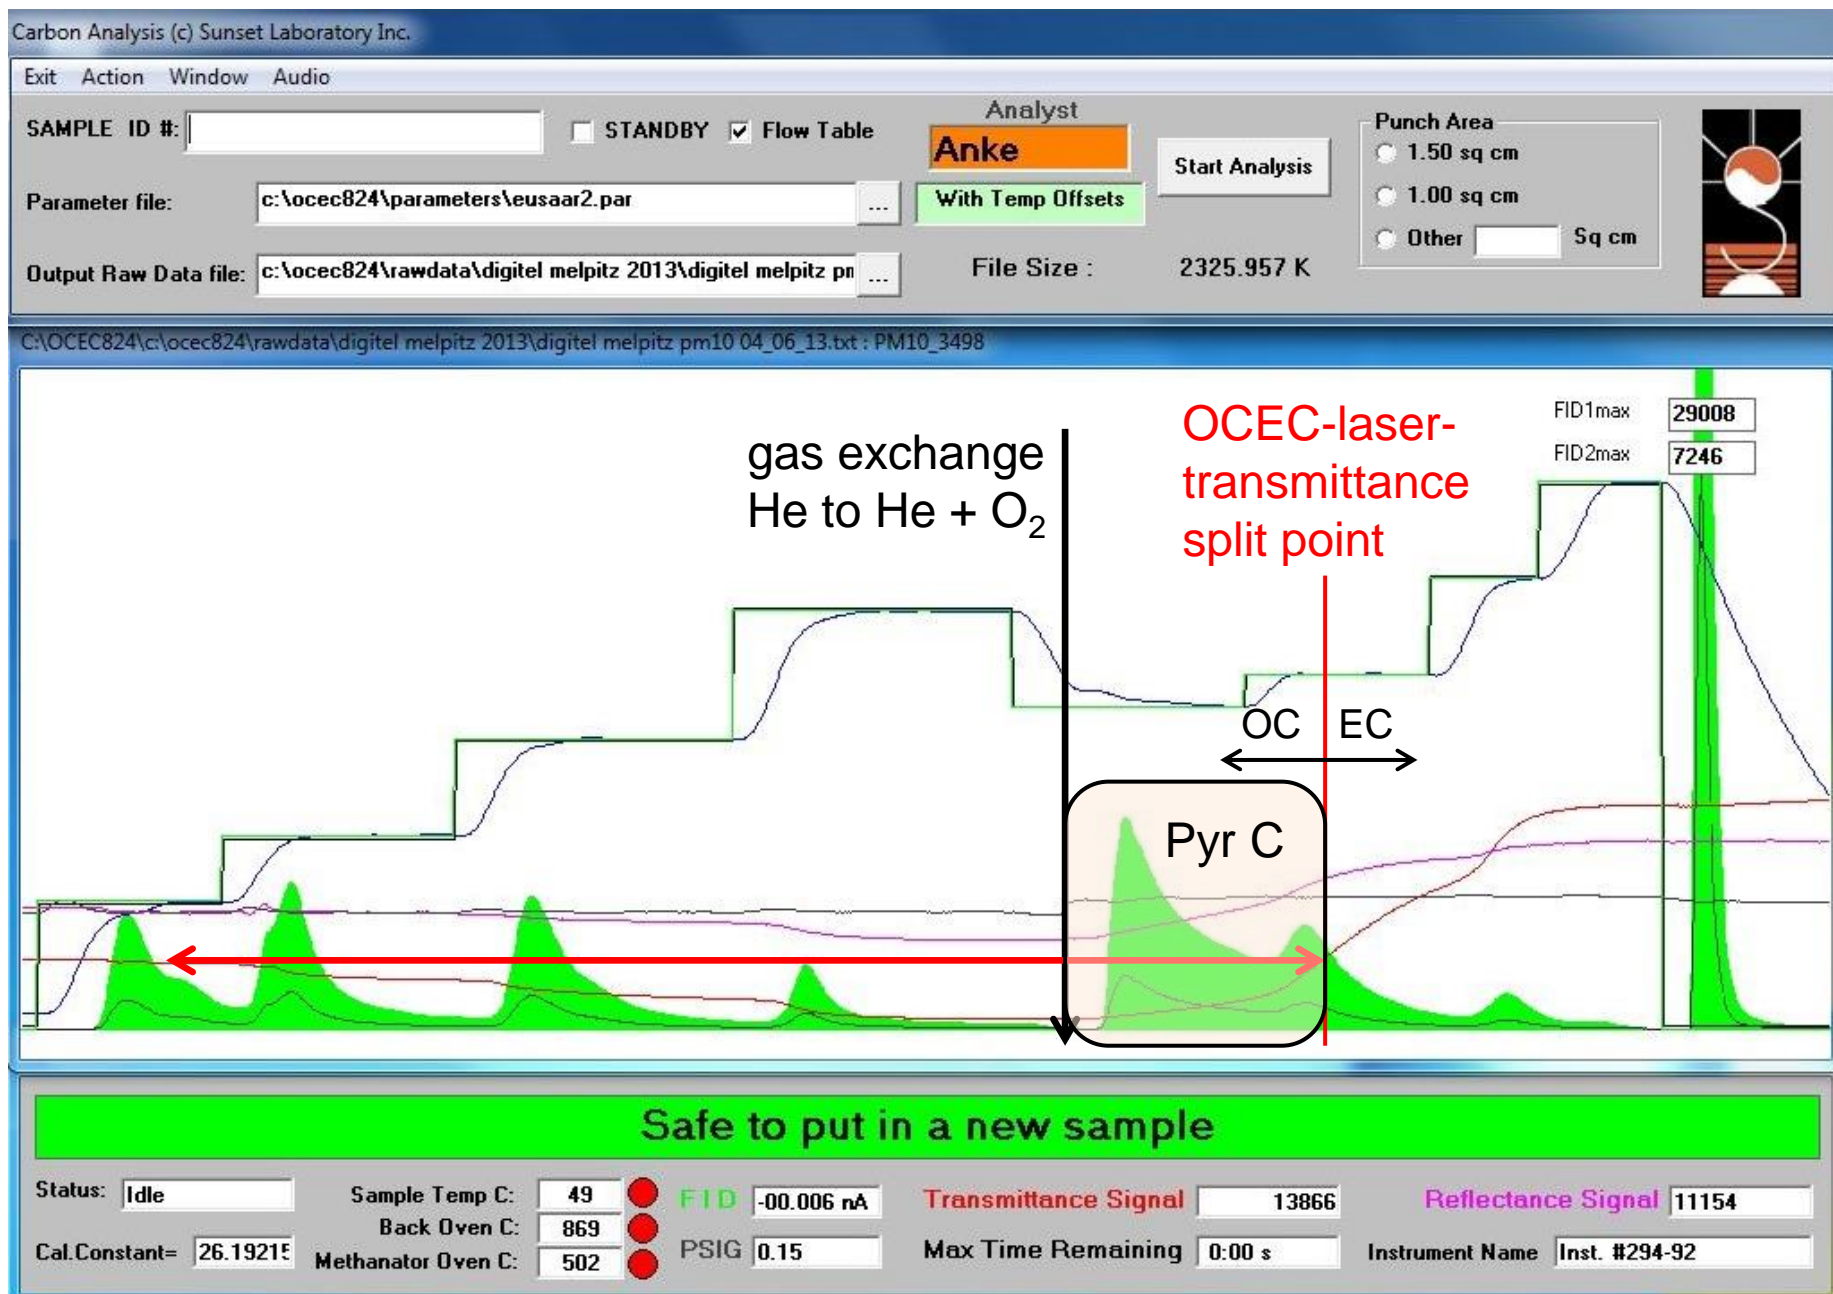 Carbon Analysis (c) Sunset Laboratory Inc.
Exit Action Window Audio
SAMPLE ID #:
STANDBY Flow Table
Analyst
Anke
With Temp Offsets
Start Analysis
Punch Area
1.50 sq cm
1.00 sq cm
Other Sq cm
Parameter file: c:\ocec824\parameters\eusaar2.par ...
Output Raw Data file: c:\ocec824\rawdata\digitel melpitz 2013\digitel melpitz pm ...
File Size : 2325.957 K
C:\OCEC824\c:\ocec824\rawdata\digitel melpitz 2013\digitel melpitz pm10 04_06_13.txt : PM10_3498
FID1max 29008
FID2max 7246
gas exchange
He to He + O₂
OCEC-laser-
transmittance
split point
OC EC
Pyr C
Safe to put in a new sample
Status: Idle
Cal.Constant= 26.19215
Sample Temp C: 49
Back Oven C: 869
Methanator Oven C: 502
FID -00.006 nA
PSIG 0.15
Transmittance Signal 13866
Max Time Remaining 0:00 s
Reflectance Signal 11154
Instrument Name Inst. #294-92